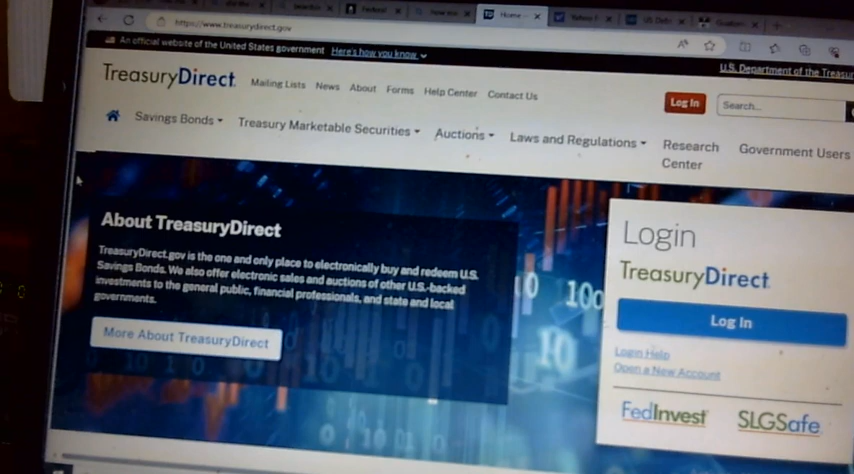 https://www.treasurydirect.gov
Home
An official website of the United States government Here's how you know
U.S. Department of the Treasury
TreasuryDirect. Mailing Lists News About Forms Help Center Contact Us
Log In Search...
Savings Bonds Treasury Marketable Securities Auctions Laws and Regulations Research Center Government Users
About TreasuryDirect
TreasuryDirect.gov is the one and only place to electronically buy and redeem U.S.
Savings Bonds. We also offer electronic sales and auctions of other U.S.-backed
investments to the general public, financial professionals, and state and local
governments.
More About TreasuryDirect
Login
TreasuryDirect
Log In
Login Help
Open a New Account
FedInvest SLGSafe